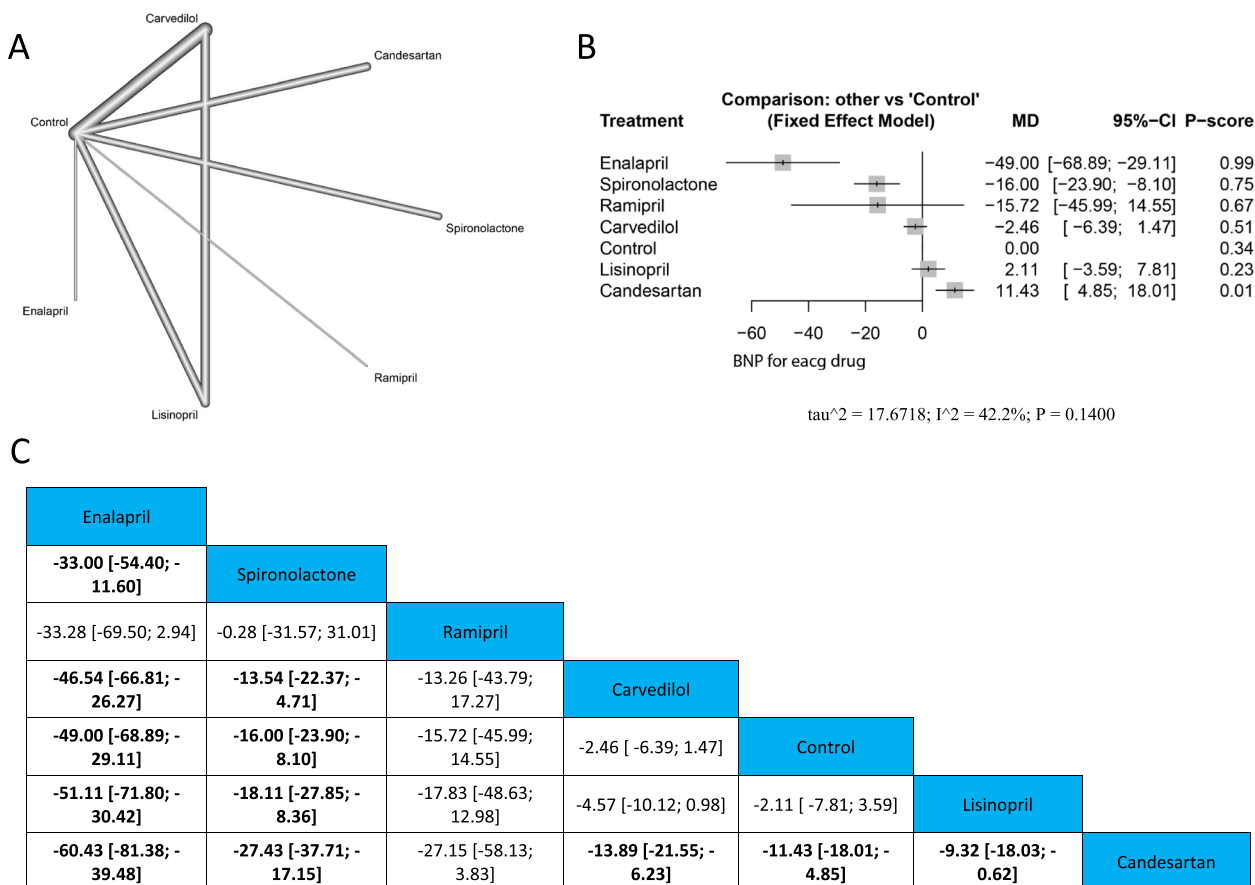 A
Carvedilol
Candesartan
Control
Spironolactone
Enalapril
Ramipril
Lisinopril
B
Comparison: other vs 'Control'
Treatment (Fixed Effect Model) MD 95%−CI P−score
Enalapril −49.00 [−68.89; −29.11] 0.99
Spironolactone −16.00 [−23.90; −8.10] 0.75
Ramipril −15.72 [−45.99; 14.55] 0.67
Carvedilol −2.46 [ −6.39; 1.47] 0.51
Control 0.00 0.34
Lisinopril 2.11 [ −3.59; 7.81] 0.23
Candesartan 11.43 [ 4.85; 18.01] 0.01
−60 −40 −20 0
BNP for eacg drug
tau^2 = 17.6718; I^2 = 42.2%; P = 0.1400
C
Enalapril
-33.00 [-54.40; -
11.60]
Spironolactone
-33.28 [-69.50; 2.94]
-0.28 [-31.57; 31.01]
Ramipril
-46.54 [-66.81; -
26.27]
-13.54 [-22.37; -
4.71]
-13.26 [-43.79;
17.27]
Carvedilol
-49.00 [-68.89; -
29.11]
-16.00 [-23.90; -
8.10]
-15.72 [-45.99;
14.55]
-2.46 [ -6.39; 1.47]
Control
-51.11 [-71.80; -
30.42]
-18.11 [-27.85; -
8.36]
-17.83 [-48.63;
12.98]
-4.57 [-10.12; 0.98]
-2.11 [ -7.81; 3.59]
Lisinopril
-60.43 [-81.38; -
39.48]
-27.43 [-37.71; -
17.15]
-27.15 [-58.13;
3.83]
-13.89 [-21.55; -
6.23]
-11.43 [-18.01; -
4.85]
-9.32 [-18.03; -
0.62]
Candesartan